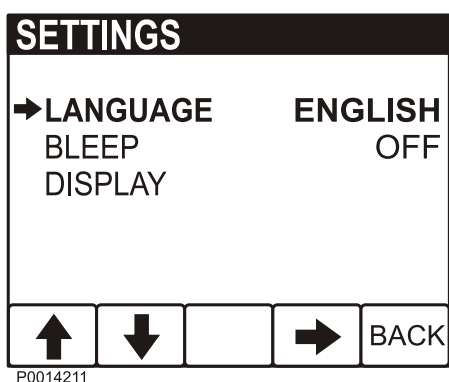 SETTINGS
LANGUAGE ENGLISH
BLEEP OFF
DISPLAY
BACK
P0014211